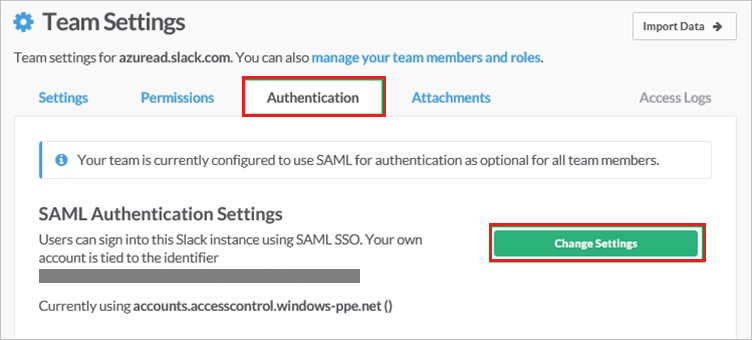 Team Settings
Import Data
Team settings for azuread.slack.com. You can also manage your team members and roles.
Settings
Permissions
Authentication
Attachments
Access Logs
Your team is currently configured to use SAML for authentication as optional for all team members.
SAML Authentication Settings
Users can sign into this Slack instance using SAML SSO. Your own
account is tied to the identifier
Change Settings
Currently using accounts.accesscontrol.windows-ppe.net ()